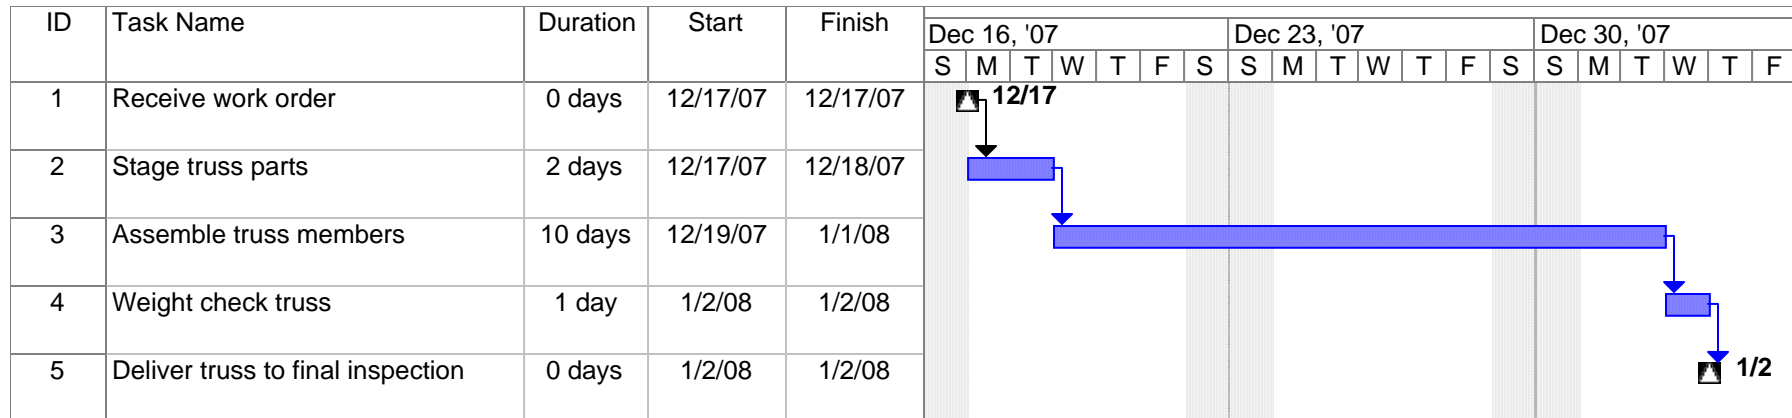 ID Task Name Duration Start Finish
Dec 16, '07 Dec 23, '07 Dec 30, '07
S M T W T F S S M T W T F S S M T W T F
1 Receive work order 0 days 12/17/07 12/17/07 12/17
2 Stage truss parts 2 days 12/17/07 12/18/07
3 Assemble truss members 10 days 12/19/07 1/1/08
4 Weight check truss 1 day 1/2/08 1/2/08
5 Deliver truss to final inspection 0 days 1/2/08 1/2/08 1/2